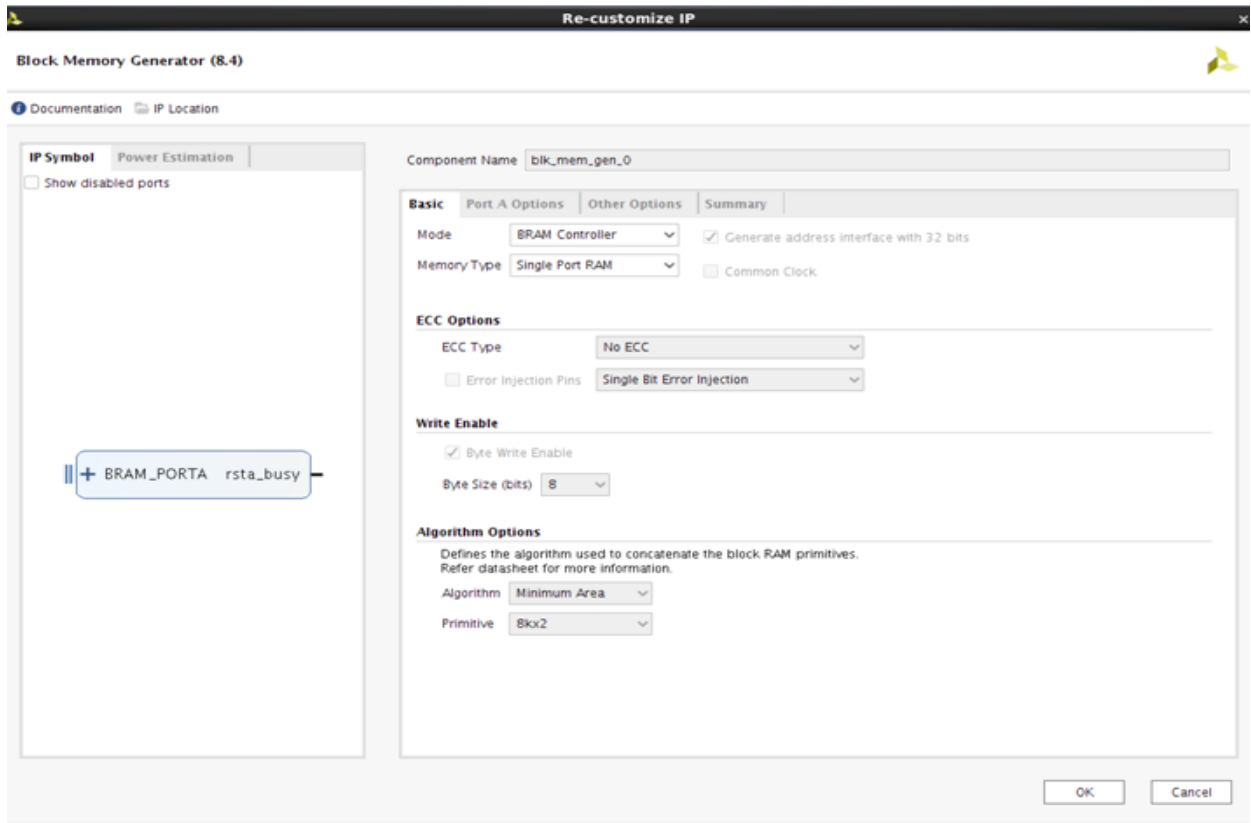 Re-customize IP
Block Memory Generator (8.4)
Documentation IP Location
IP Symbol Power Estimation
Show disabled ports
BRAM_PORTA rsta_busy
Component Name blk_mem_gen_0
Basic Port A Options Other Options Summary
Mode BRAM Controller Generate address interface with 32 bits
Memory Type Single Port RAM Common Clock
ECC Options
ECC Type No ECC
Error Injection Pins Single Bit Error Injection
Write Enable
Byte Write Enable
Byte Size (bits) 8
Algorithm Options
Defines the algorithm used to concatenate the block RAM primitives.
Refer datasheet for more information.
Algorithm Minimum Area
Primitive 8kx2
OK Cancel